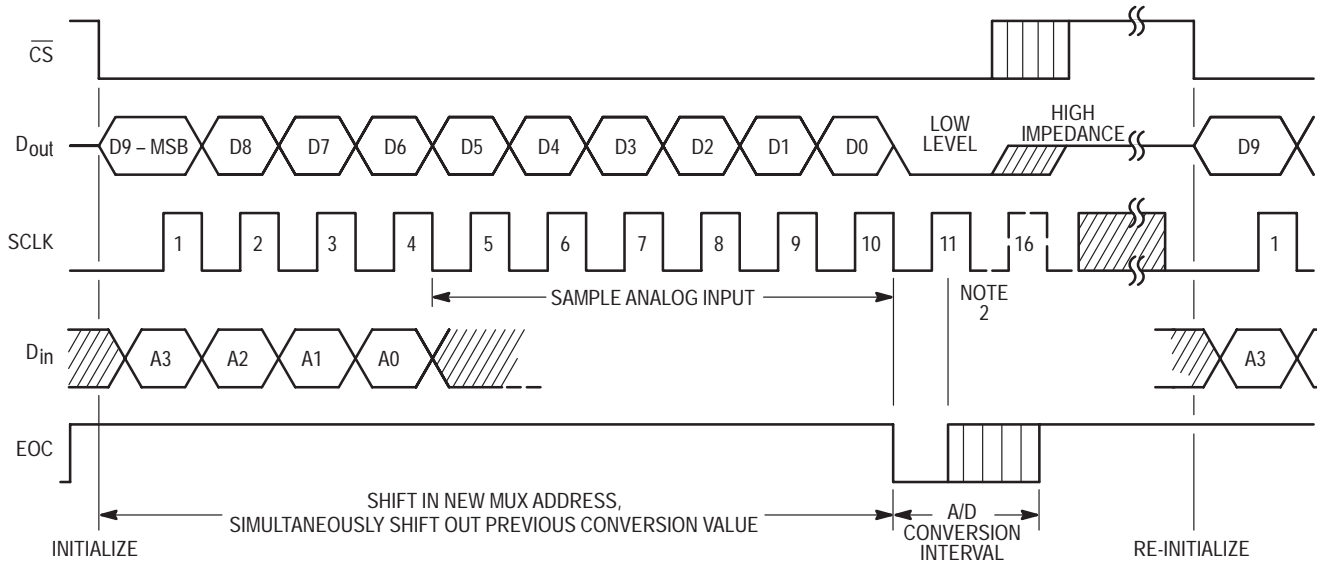 CS
Dout
D9 – MSB D8 D7 D6 D5 D4 D3 D2 D1 D0
LOW
LEVEL
HIGH
IMPEDANCE
D9
SCLK
1 2 3 4 5 6 7 8 9 10 11 16 1
SAMPLE ANALOG INPUT
NOTE
2
Din
A3 A2 A1 A0 A3
EOC
SHIFT IN NEW MUX ADDRESS,
SIMULTANEOUSLY SHIFT OUT PREVIOUS CONVERSION VALUE
A/D
CONVERSION
INTERVAL
INITIALIZE
RE-INITIALIZE